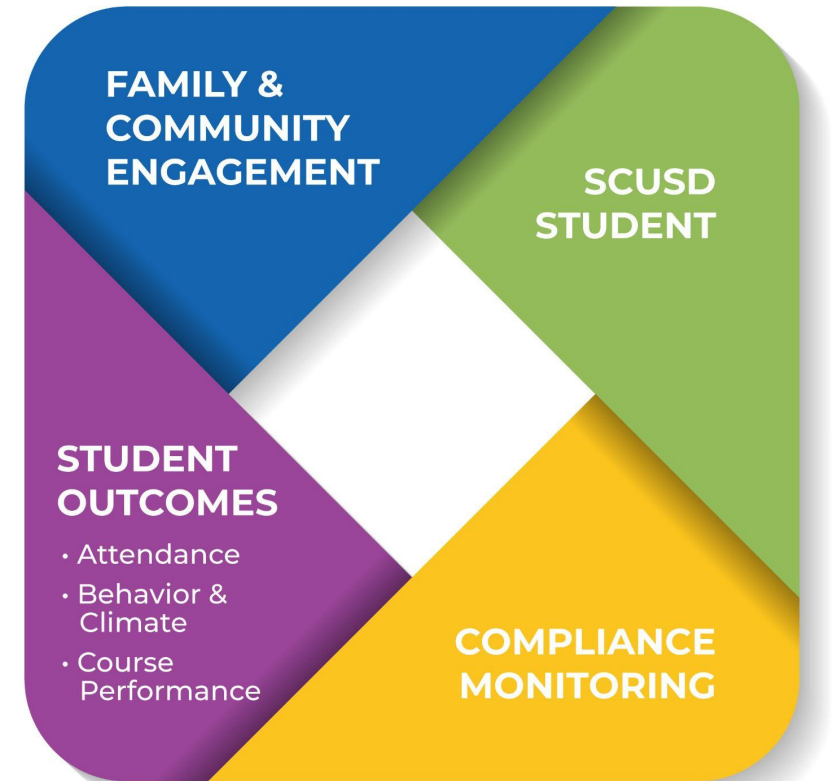 FAMILY &
COMMUNITY
ENGAGEMENT
SCUSD
STUDENT
STUDENT
OUTCOMES
• Attendance
• Behavior &
Climate
• Course
Performance
COMPLIANCE
MONITORING